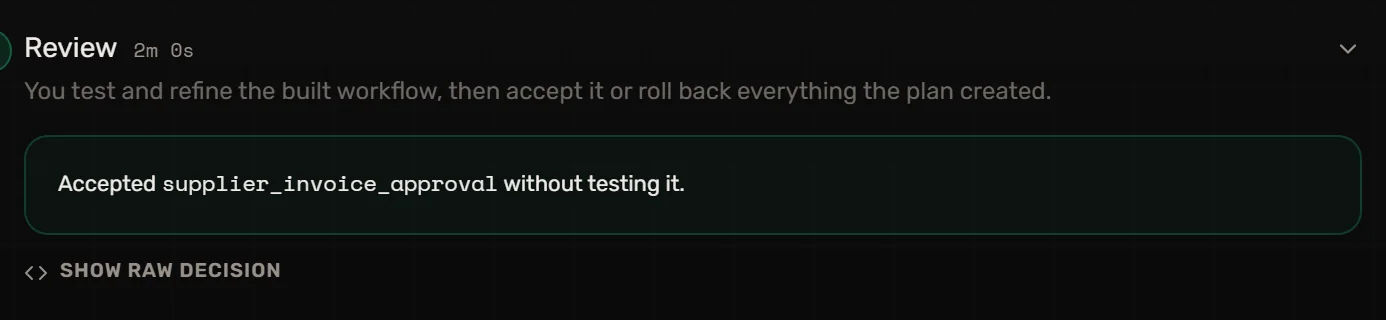 Review 2m 0s
You test and refine the built workflow, then accept it or roll back everything the plan created.
Accepted supplier_invoice_approval without testing it.
<> SHOW RAW DECISION